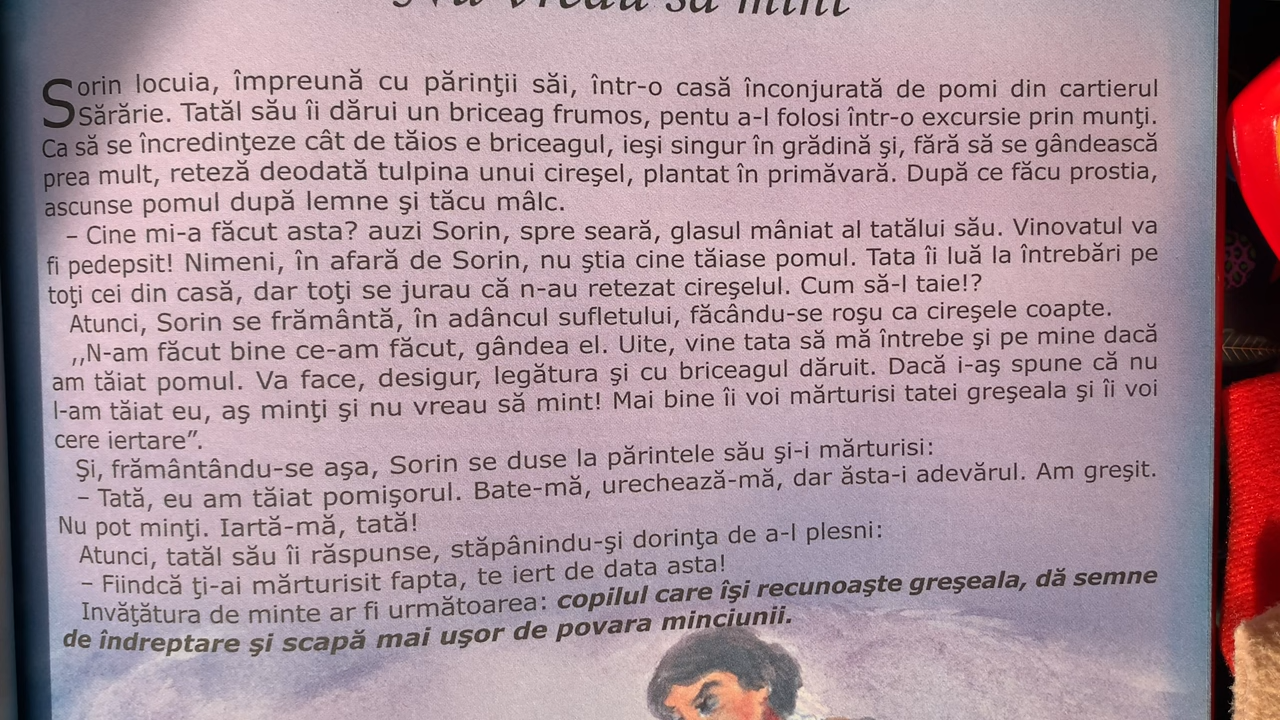 Nu vreau să mint
Sorin locuia, împreună cu părinţii săi, într-o casă înconjurată de pomi din cartierul
Sărărie. Tatăl său îi dărui un briceag frumos, pentu a-l folosi într-o excursie prin munţi.
Ca să se încredinţeze cât de tăios e briceagul, ieşi singur în grădină şi, fără să se gândească
prea mult, reteză deodată tulpina unui cireşel, plantat în primăvară. După ce făcu prostia,
ascunse pomul după lemne şi tăcu mâlc.
– Cine mi-a făcut asta? auzi Sorin, spre seară, glasul mâniat al tatălui său. Vinovatul va
fi pedepsit! Nimeni, în afară de Sorin, nu ştia cine tăiase pomul. Tata îi luă la întrebări pe
toţi cei din casă, dar toţi se jurau că n-au retezat cireşelul. Cum să-l taie!?
Atunci, Sorin se frământă, în adâncul sufletului, făcându-se roşu ca cireşele coapte.
,,N-am făcut bine ce-am făcut, gândea el. Uite, vine tata să mă întrebe şi pe mine dacă
am tăiat pomul. Va face, desigur, legătura şi cu briceagul dăruit. Dacă i-aş spune că nu
l-am tăiat eu, aş minţi şi nu vreau să mint! Mai bine îi voi mărturisi tatei greşeala şi îi voi
cere iertare”.
Şi, frământându-se aşa, Sorin se duse la părintele său şi-i mărturisi:
– Tată, eu am tăiat pomişorul. Bate-mă, urechează-mă, dar ăsta-i adevărul. Am greşit.
Nu pot minţi. Iartă-mă, tată!
Atunci, tatăl său îi răspunse, stăpânindu-şi dorinţa de a-l plesni:
– Fiindcă ţi-ai mărturisit fapta, te iert de data asta!
Invăţătura de minte ar fi următoarea: copilul care îşi recunoaşte greşeala, dă semne
de îndreptare şi scapă mai uşor de povara minciunii.